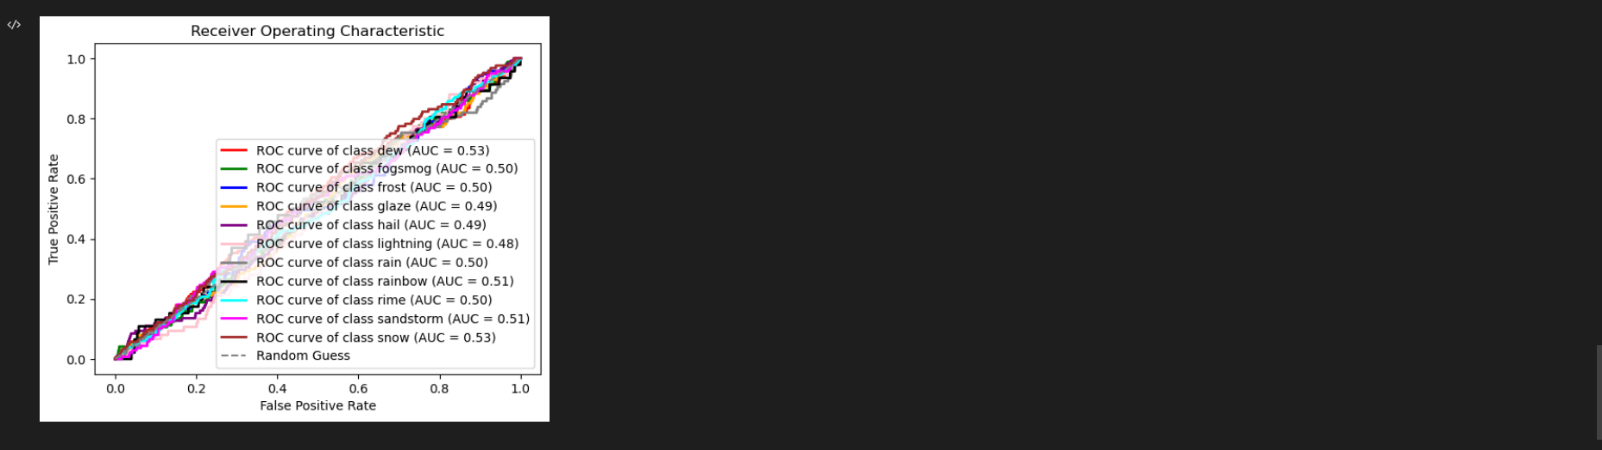 </>
Receiver Operating Characteristic
True Positive Rate
1.0
0.8
0.6
0.4
0.2
0.0
ROC curve of class dew (AUC = 0.53)
ROC curve of class fogsmog (AUC = 0.50)
ROC curve of class frost (AUC = 0.50)
ROC curve of class glaze (AUC = 0.49)
ROC curve of class hail (AUC = 0.49)
ROC curve of class lightning (AUC = 0.48)
ROC curve of class rain (AUC = 0.50)
ROC curve of class rainbow (AUC = 0.51)
ROC curve of class rime (AUC = 0.50)
ROC curve of class sandstorm (AUC = 0.51)
ROC curve of class snow (AUC = 0.53)
Random Guess
0.0 0.2 0.4 0.6 0.8 1.0
False Positive Rate